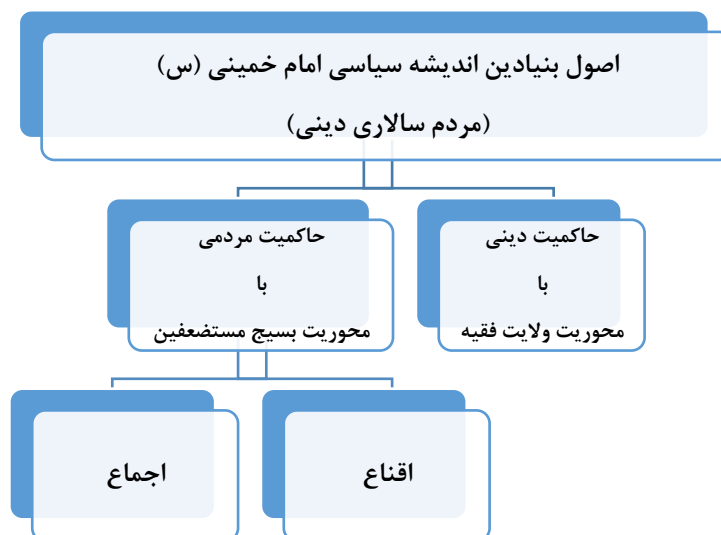 اصول بنیادین اندیشه سیاسی امام خمینی (س)
(مردم سالاری دینی)
حاکمیت دینی
با
محوریت ولایت فقیه
حاکمیت مردمی
با
محوریت بسیج مستضعفین
اقناع
اجماع